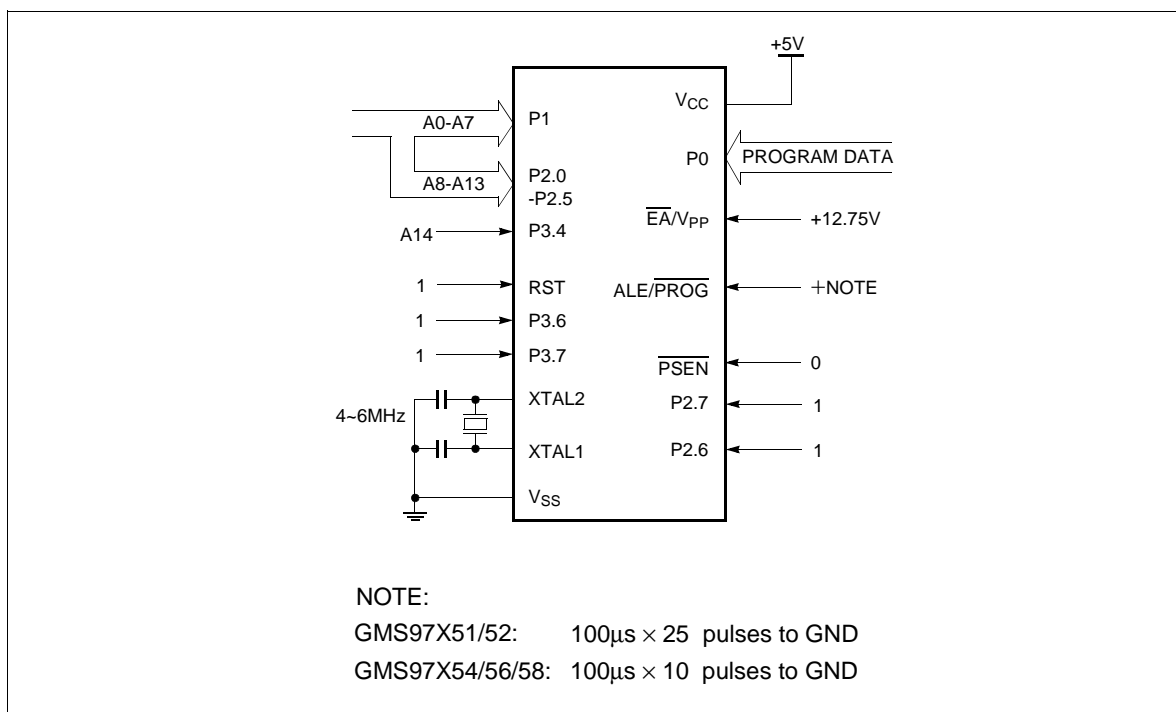 +5V
VCC
A0-A7
P1
P0
PROGRAM DATA
A8-A13
P2.0
-P2.5
EA/VPP
+12.75V
A14
P3.4
1
RST
ALE/PROG
+NOTE
1
P3.6
1
P3.7
PSEN
0
4~6MHz
XTAL2
P2.7
1
XTAL1
P2.6
1
VSS
NOTE:
GMS97X51/52: 100µs × 25 pulses to GND
GMS97X54/56/58: 100µs × 10 pulses to GND